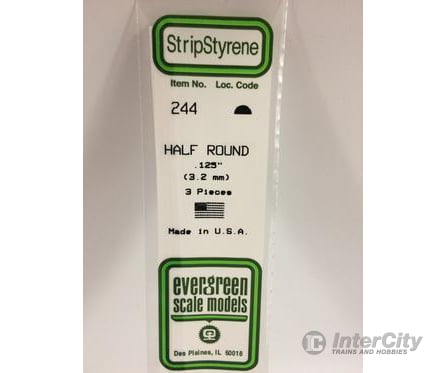 StripStyrene
Item No. Loc. Code
244
HALF ROUND
.125"
(3.2 mm)
3 Pieces
Made in U.S.A.
evergreen
scale models
Des Plaines, IL 60018
IC InterCity
TRAINS AND HOBBIES